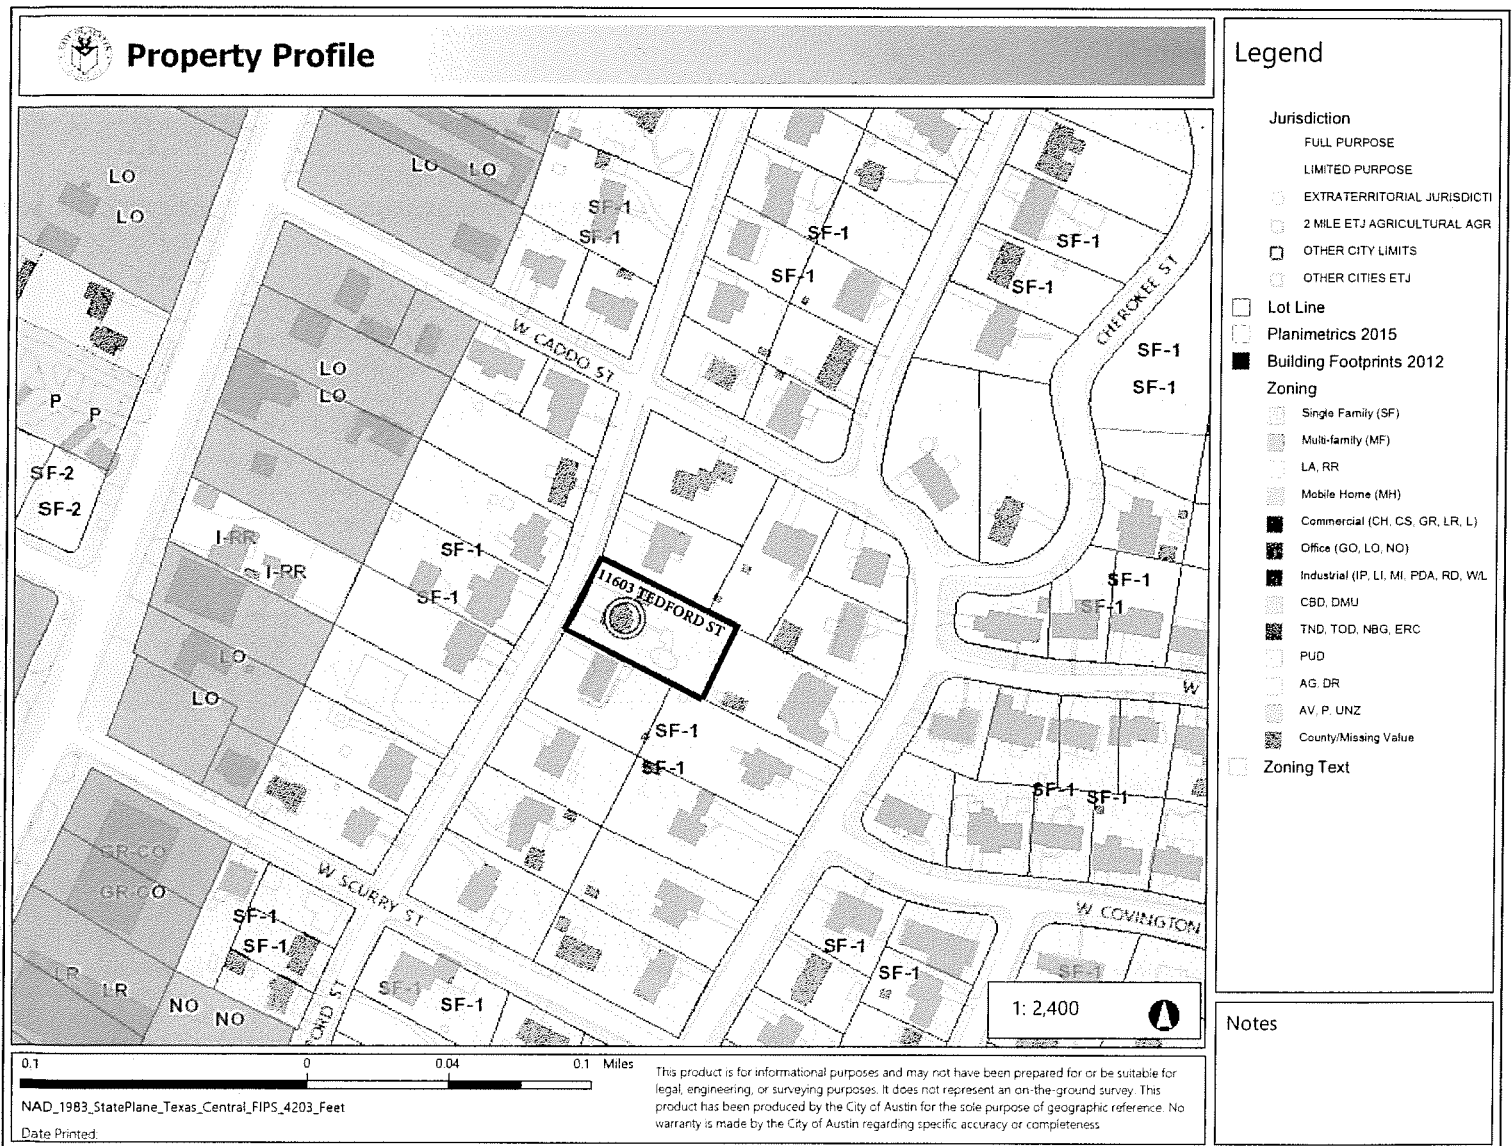 Property Profile
LO
LO
LO
LO
SF-1
SF-1
SF-1
SF-1
SF-1
SF-1
CHEROKEE ST
SF-1
SF-1
W CADDO ST
LO
LO
P
P
SF-2
SF-2
I-RR
I-RR
SF-1
SF-1
11603 TEDFORD ST
SF-1
SF-1
LO
LO
W
SF-1
SF-1
SF-1
SF-1
GR-CO
GR-CO
W SCURRY ST
W COVINGTON
SF-1
SF-1
SF-1
SF-1
SF-1
LR
LR
NO
NO
SF-1
SF-1
ORD ST
1: 2,400
0.1
0
0.04
0.1 Miles
NAD_1983_StatePlane_Texas_Central_FIPS_4203_Feet
Date Printed:
This product is for informational purposes and may not have been prepared for or be suitable for
legal, engineering, or surveying purposes. It does not represent an on-the-ground survey. This
product has been produced by the City of Austin for the sole purpose of geographic reference. No
warranty is made by the City of Austin regarding specific accuracy or completeness
Legend
Jurisdiction
FULL PURPOSE
LIMITED PURPOSE
EXTRATERRITORIAL JURISDICTI
2 MILE ETJ AGRICULTURAL AGR
OTHER CITY LIMITS
OTHER CITIES ETJ
Lot Line
Planimetrics 2015
Building Footprints 2012
Zoning
Single Family (SF)
Multi-family (MF)
LA, RR
Mobile Home (MH)
Commercial (CH, CS, GR, LR, L)
Office (GO, LO, NO)
Industrial (IP, LI, MI, PDA, RD, W/L
CBD, DMU
TND, TOD, NBG, ERC
PUD
AG, DR
AV, P, UNZ
County/Missing Value
Zoning Text
Notes